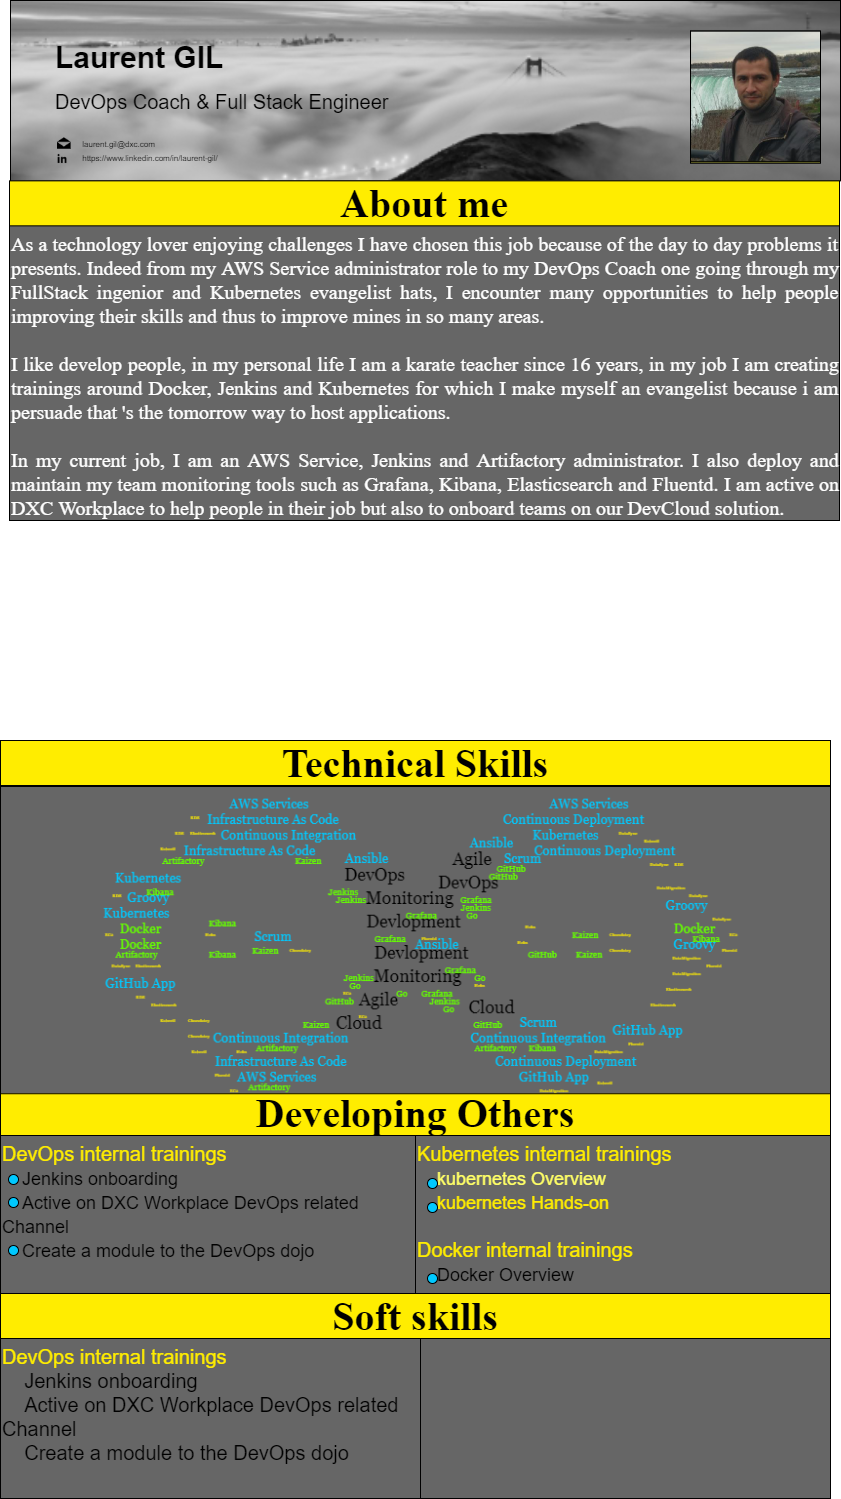 Laurent GIL
DevOps Coach & Full Stack Engineer
laurent.gil@dxc.com
https://www.linkedin.com/in/laurent-gil/
About me
As a technology lover enjoying challenges I have chosen this job because of the day to day problems it
presents. Indeed from my AWS Service administrator role to my DevOps Coach one going through my
FullStack ingenior and Kubernetes evangelist hats, I encounter many opportunities to help people
improving their skills and thus to improve mines in so many areas.
I like develop people, in my personal life I am a karate teacher since 16 years, in my job I am creating
trainings around Docker, Jenkins and Kubernetes for which I make myself an evangelist because i am
persuade that 's the tomorrow way to host applications.
In my current job, I am an AWS Service, Jenkins and Artifactory administrator. I also deploy and
maintain my team monitoring tools such as Grafana, Kibana, Elasticsearch and Fluentd. I am active on
DXC Workplace to help people in their job but also to onboard teams on our DevCloud solution.
Technical Skills
AWS Services AWS Services
Infrastructure As Code Continuous Deployment
Continuous Integration Kubernetes
Ansible
Infrastructure As Code Continuous Deployment
Artifactory Kaizen Ansible Agile Scrum
GitHub
DevOps GitHub
Kubernetes DevOps
Kibana Jenkins
Groovy Jenkins Monitoring Grafana Groovy
Jenkins
Kubernetes Grafana Go
Kibana Devlopment
Docker Docker
Scrum Grafana Kaizen Kibana
Docker Ansible Groovy
Artifactory Kibana Kaizen Devlopment GitHub Kaizen
Grafana
GitHub App Jenkins Monitoring Go
Go
Go Grafana
GitHub Agile Jenkins
Go Cloud
Kaizen Cloud GitHub Scrum
GitHub App
Continuous Integration Continuous Integration
Artifactory Artifactory Kibana
Infrastructure As Code Continuous Deployment
AWS Services GitHub App
Artifactory
Developing Others
DevOps internal trainings
Jenkins onboarding
Active on DXC Workplace DevOps related
Channel
Create a module to the DevOps dojo
Kubernetes internal trainings
kubernetes Overview
kubernetes Hands-on
Docker internal trainings
Docker Overview
Soft skills
DevOps internal trainings
Jenkins onboarding
Active on DXC Workplace DevOps related
Channel
Create a module to the DevOps dojo